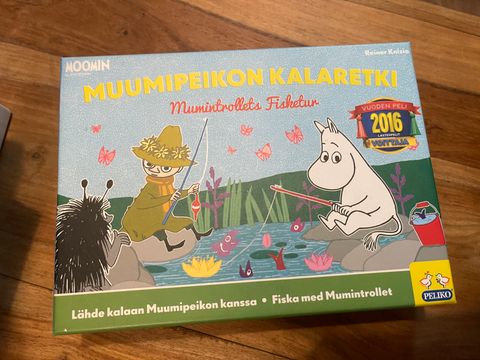 Reiner Knizia
MOOMIN
MUUMIPEIKON KALARETKI
Mumintrollets Fisketur
VUODEN PELI
2016
LASTENPELIT
VOITTAJA
Lähde kalaan Muumipeikon kanssa • Fiska med Mumintrollet
PELIKO